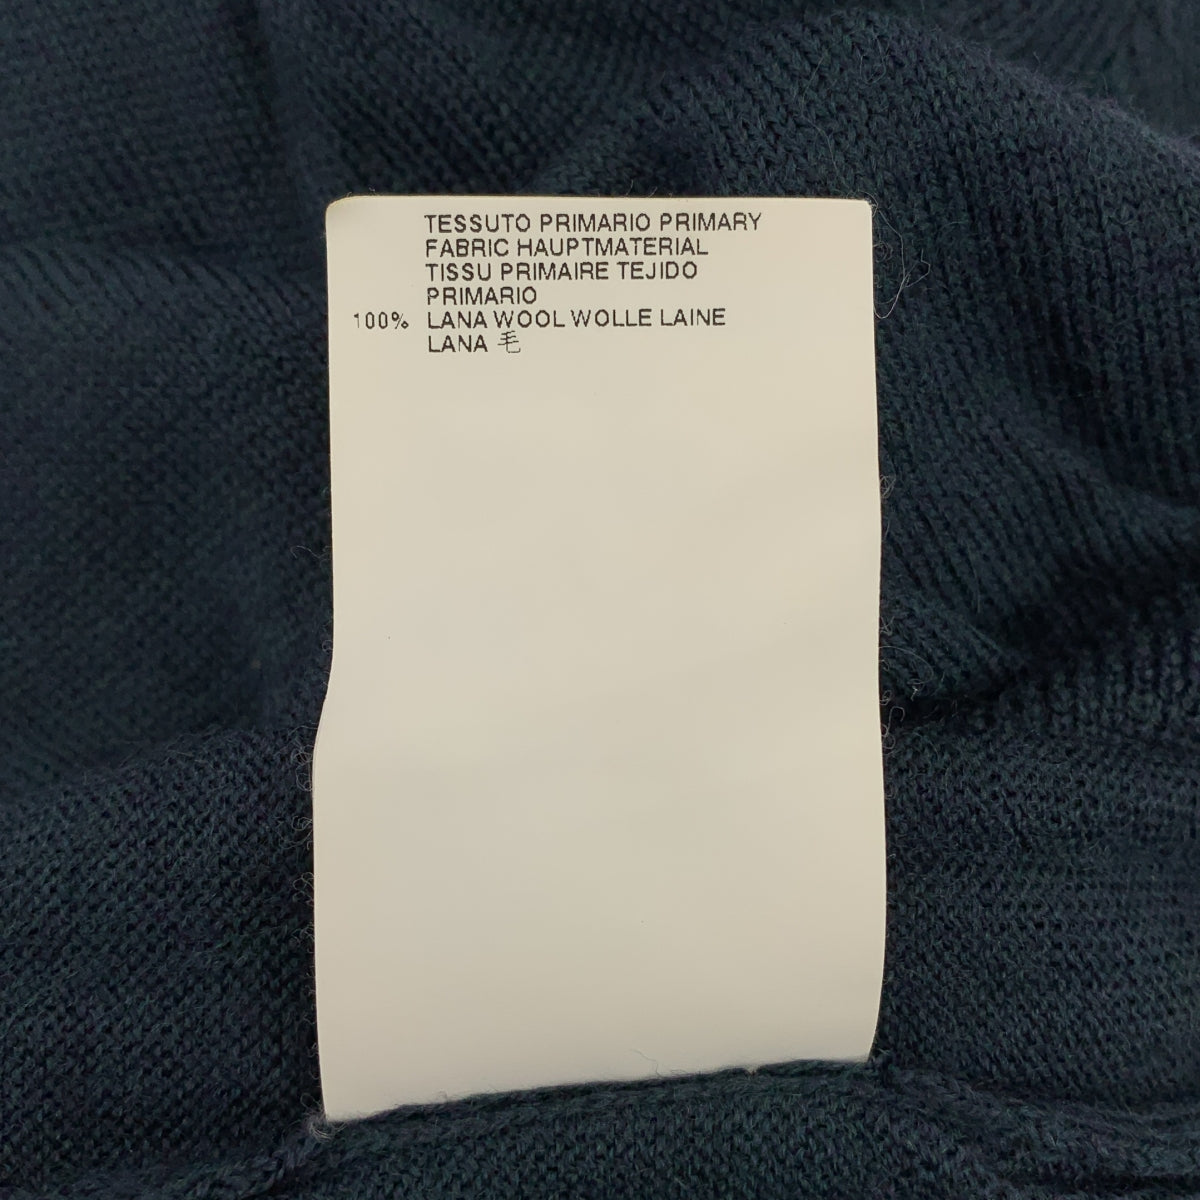 TESSUTO PRIMARIO PRIMARY
FABRIC HAUPTMATERIAL
TISSU PRIMAIRE TEJIDO
PRIMARIO
100% LANA WOOL WOLLE LAINE
LANA 毛